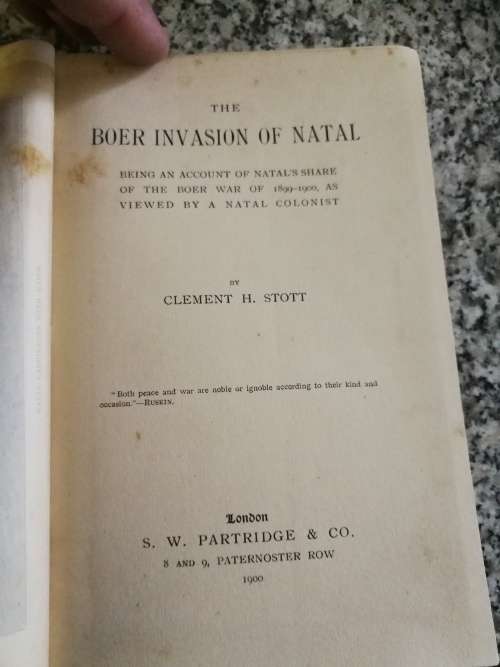 THE
BOER INVASION OF NATAL
BEING AN ACCOUNT OF NATAL'S SHARE
OF THE BOER WAR OF 1899-1900, AS
VIEWED BY A NATAL COLONIST
BY
CLEMENT H. STOTT
"Both peace and war are noble or ignoble according to their kind and
occasion."—RUSKIN.
London
S. W. PARTRIDGE & CO.
8 AND 9, PATERNOSTER ROW
1900